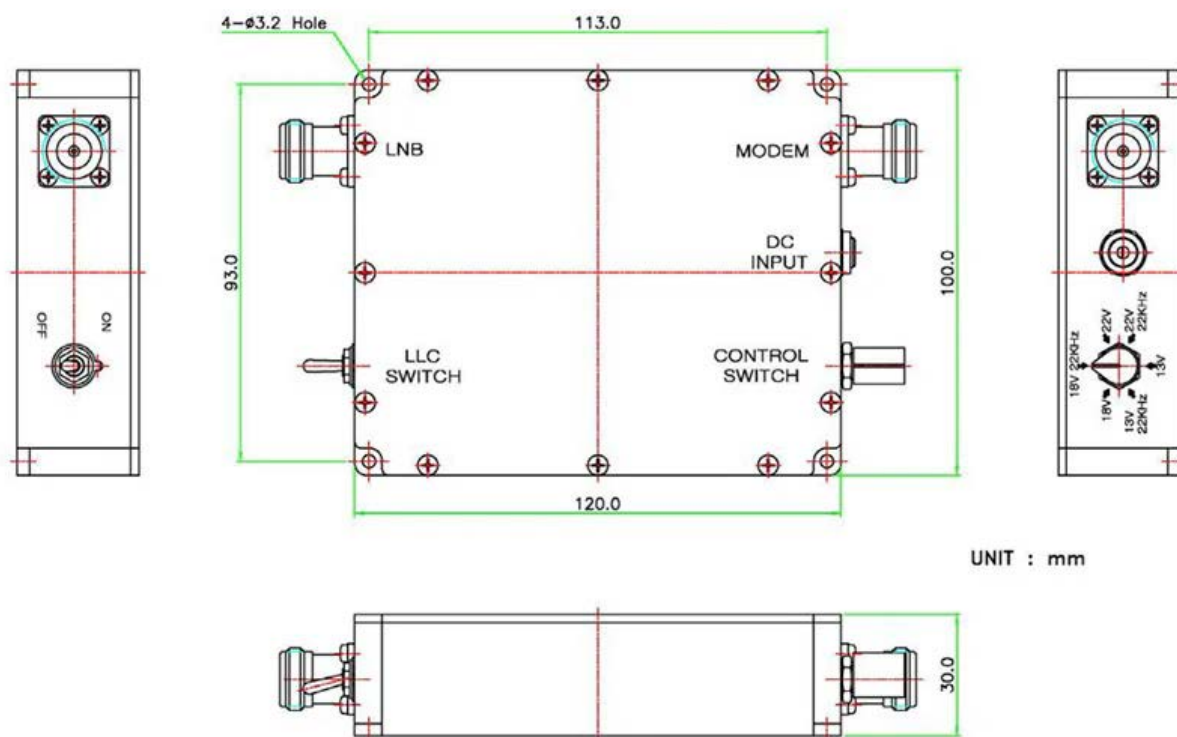 4-ø3.2 Hole
113.0
LNB
MODEM
DC
INPUT
93.0
100.0
OFF
ON
LLC
SWITCH
CONTROL
SWITCH
22V
22V
22KHz
18V 22KHz
13V
18V
13V
22KHz
120.0
UNIT : mm
30.0